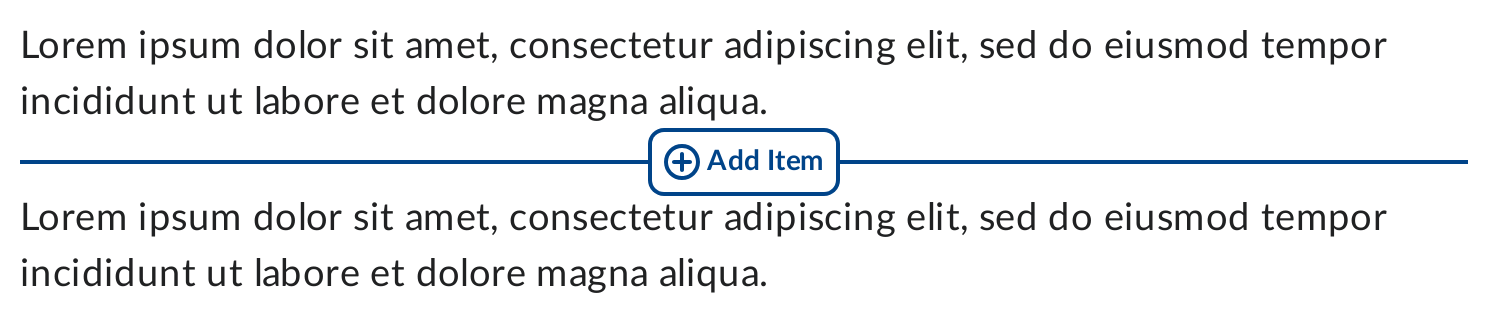 Lorem ipsum dolor sit amet, consectetur adipiscing elit, sed do eiusmod tempor
incididunt ut labore et dolore magna aliqua.
Add Item
Lorem ipsum dolor sit amet, consectetur adipiscing elit, sed do eiusmod tempor
incididunt ut labore et dolore magna aliqua.